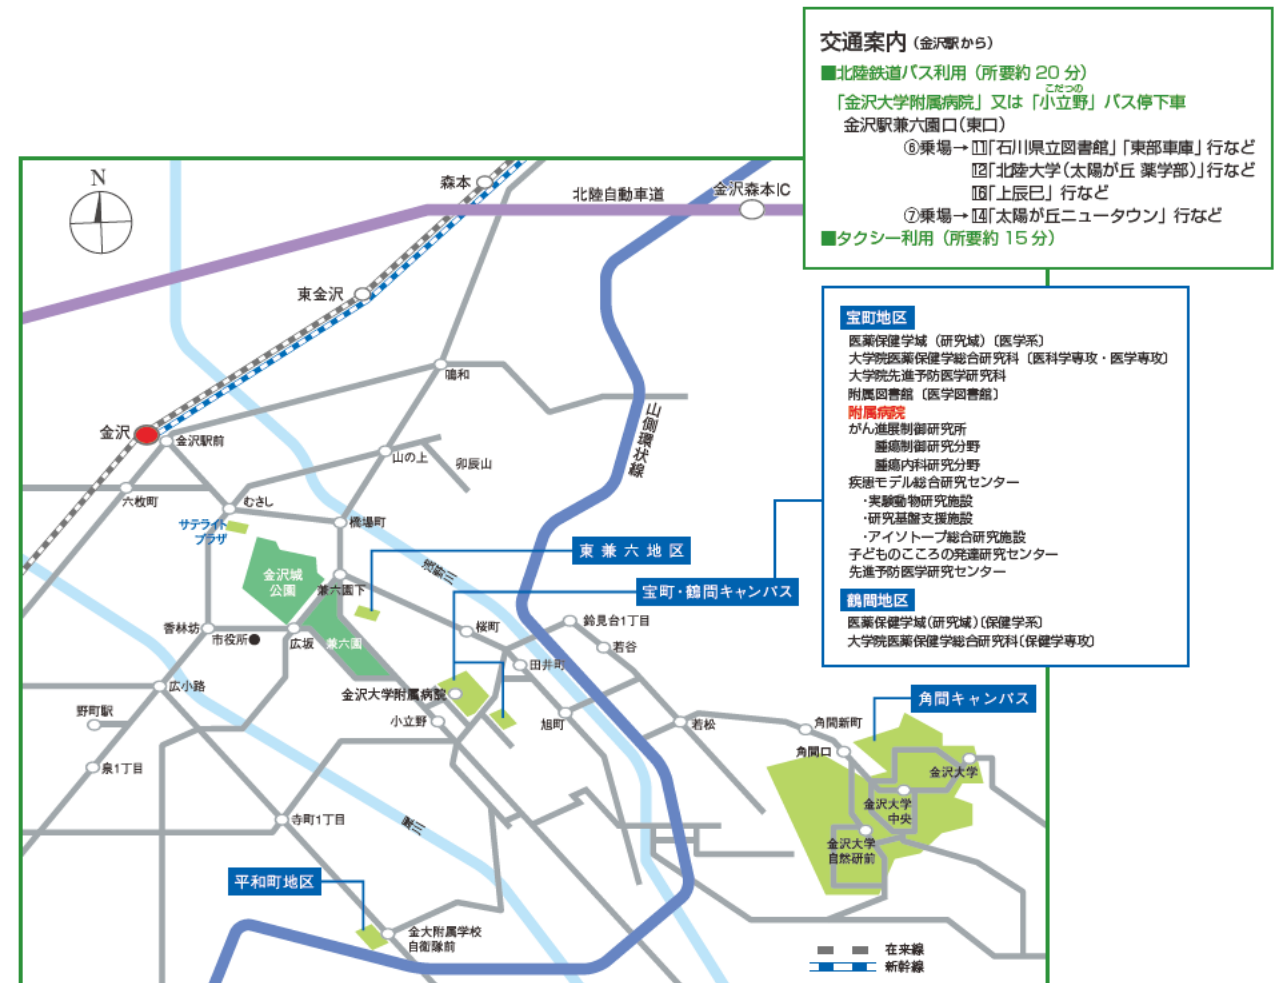 交通案内（金沢駅から）
■北陸鉄道バス利用（所要約 20 分）
こだつの
「金沢大学附属病院」又は「小立野」バス停下車
金沢駅兼六園口(東口)
⑥乗場→⑪「石川県立図書館」「東部車庫」行など
⑫「北陸大学(太陽が丘 薬学部)」行など
⑯「上辰巳」行など
⑦乗場→⑭「太陽が丘ニュータウン」行など
■タクシー利用（所要約 15 分）
N
森本
北陸自動車道
金沢森本IC
東金沢
鳴和
山側環状線
金沢
金沢駅前
山の上
卯辰山
六枚町
むさし
サテライト
プラザ
橋場町
金沢城
公園
兼六園下
東兼六地区
浅野川
宝町・鶴間キャンパス
香林坊
市役所●
広坂
兼六園
桜町
鈴見台1丁目
若谷
田井町
広小路
金沢大学附属病院
野町駅
小立野
旭町
若松
泉1丁目
寺町1丁目
犀川
平和町地区
金大附属学校
自衛隊前
宝町地区
医薬保健学域（研究域）〔医学系〕
大学院医薬保健学総合研究科〔医科学専攻・医学専攻〕
大学院先進予防医学研究科
附属図書館〔医学図書館〕
附属病院
がん進展制御研究所
腫瘍制御研究分野
腫瘍内科研究分野
疾患モデル総合研究センター
・実験動物研究施設
・研究基盤支援施設
・アイソトープ総合研究施設
子どものこころの発達研究センター
先進予防医学研究センター
鶴間地区
医薬保健学域(研究域)〔保健学系〕
大学院医薬保健学総合研究科〔保健学専攻〕
角間キャンパス
角間新町
角間口
金沢大学
金沢大学
中央
金沢大学
自然研前
在来線
新幹線